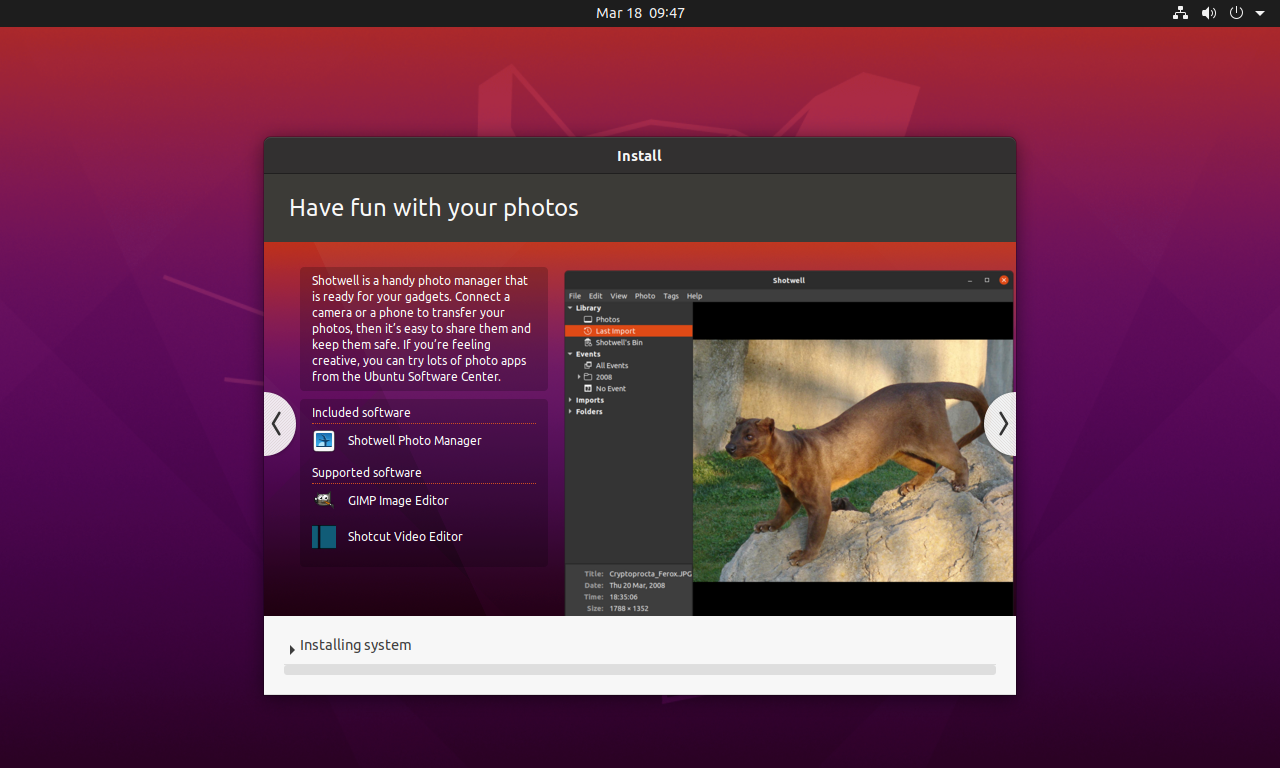 Mar 18 09:47
Install
Have fun with your photos
Shotwell is a handy photo manager that
is ready for your gadgets. Connect a
camera or a phone to transfer your
photos, then it’s easy to share them and
keep them safe. If you’re feeling
creative, you can try lots of photo apps
from the Ubuntu Software Center.
Included software
Shotwell Photo Manager
Supported software
GIMP Image Editor
Shotcut Video Editor
Shotwell
File Edit View Photo Tags Help
Library
Photos
Last Import
Shotwell's Bin
Events
All Events
2008
No Event
Imports
Folders
Title: Cryptoprocta_Ferox.JPG
Date: Thu 20 Mar, 2008
Time: 18:35:06
Size: 1788 × 1352
Installing system